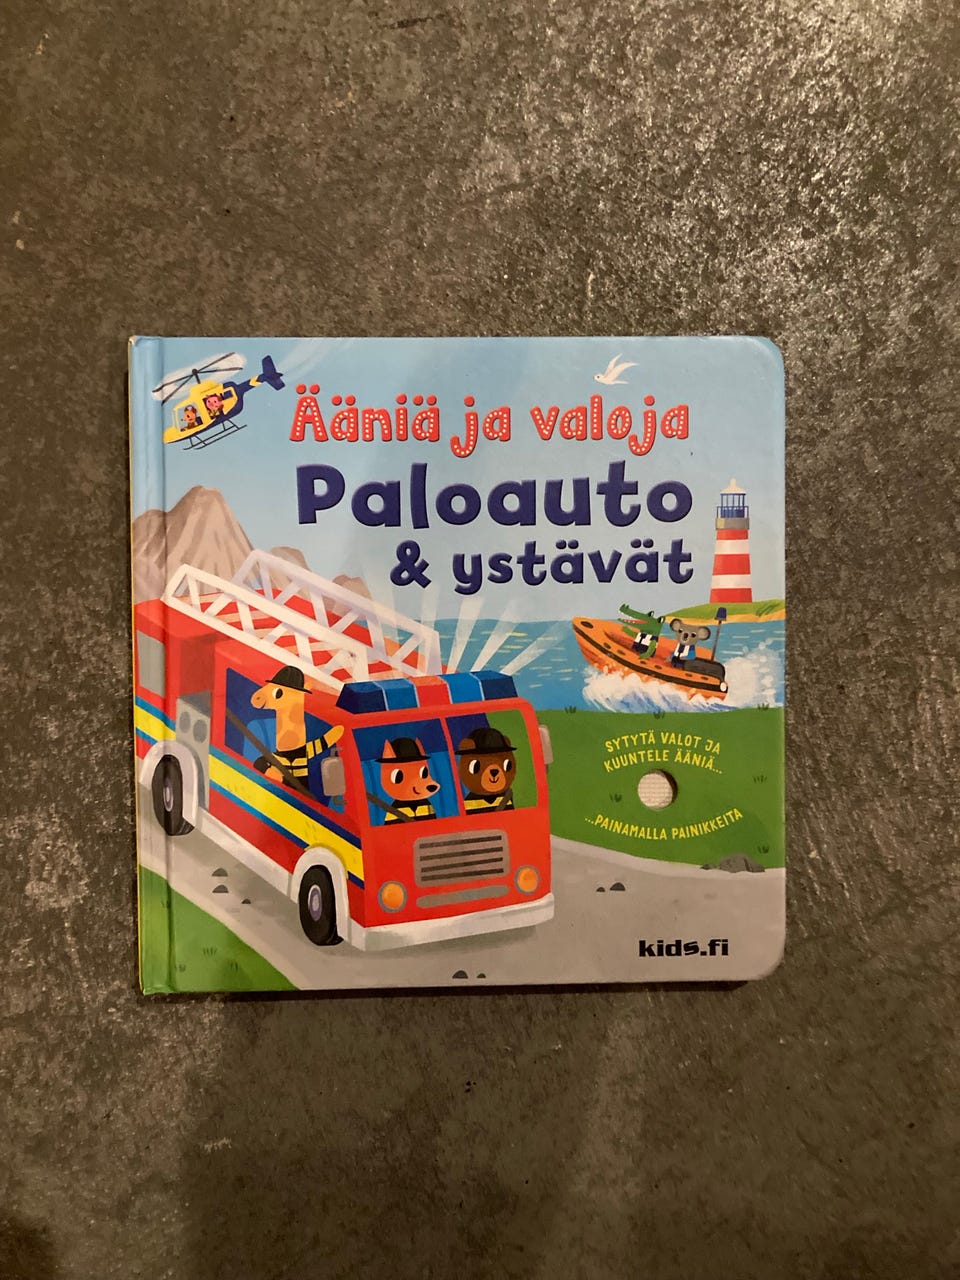 Ääniä ja valoja
Paloauto
& ystävät
SYTYTÄ VALOT JA
KUUNTELE ÄÄNIÄ...
...PAINAMALLA PAINIKKEITA
kids.fi